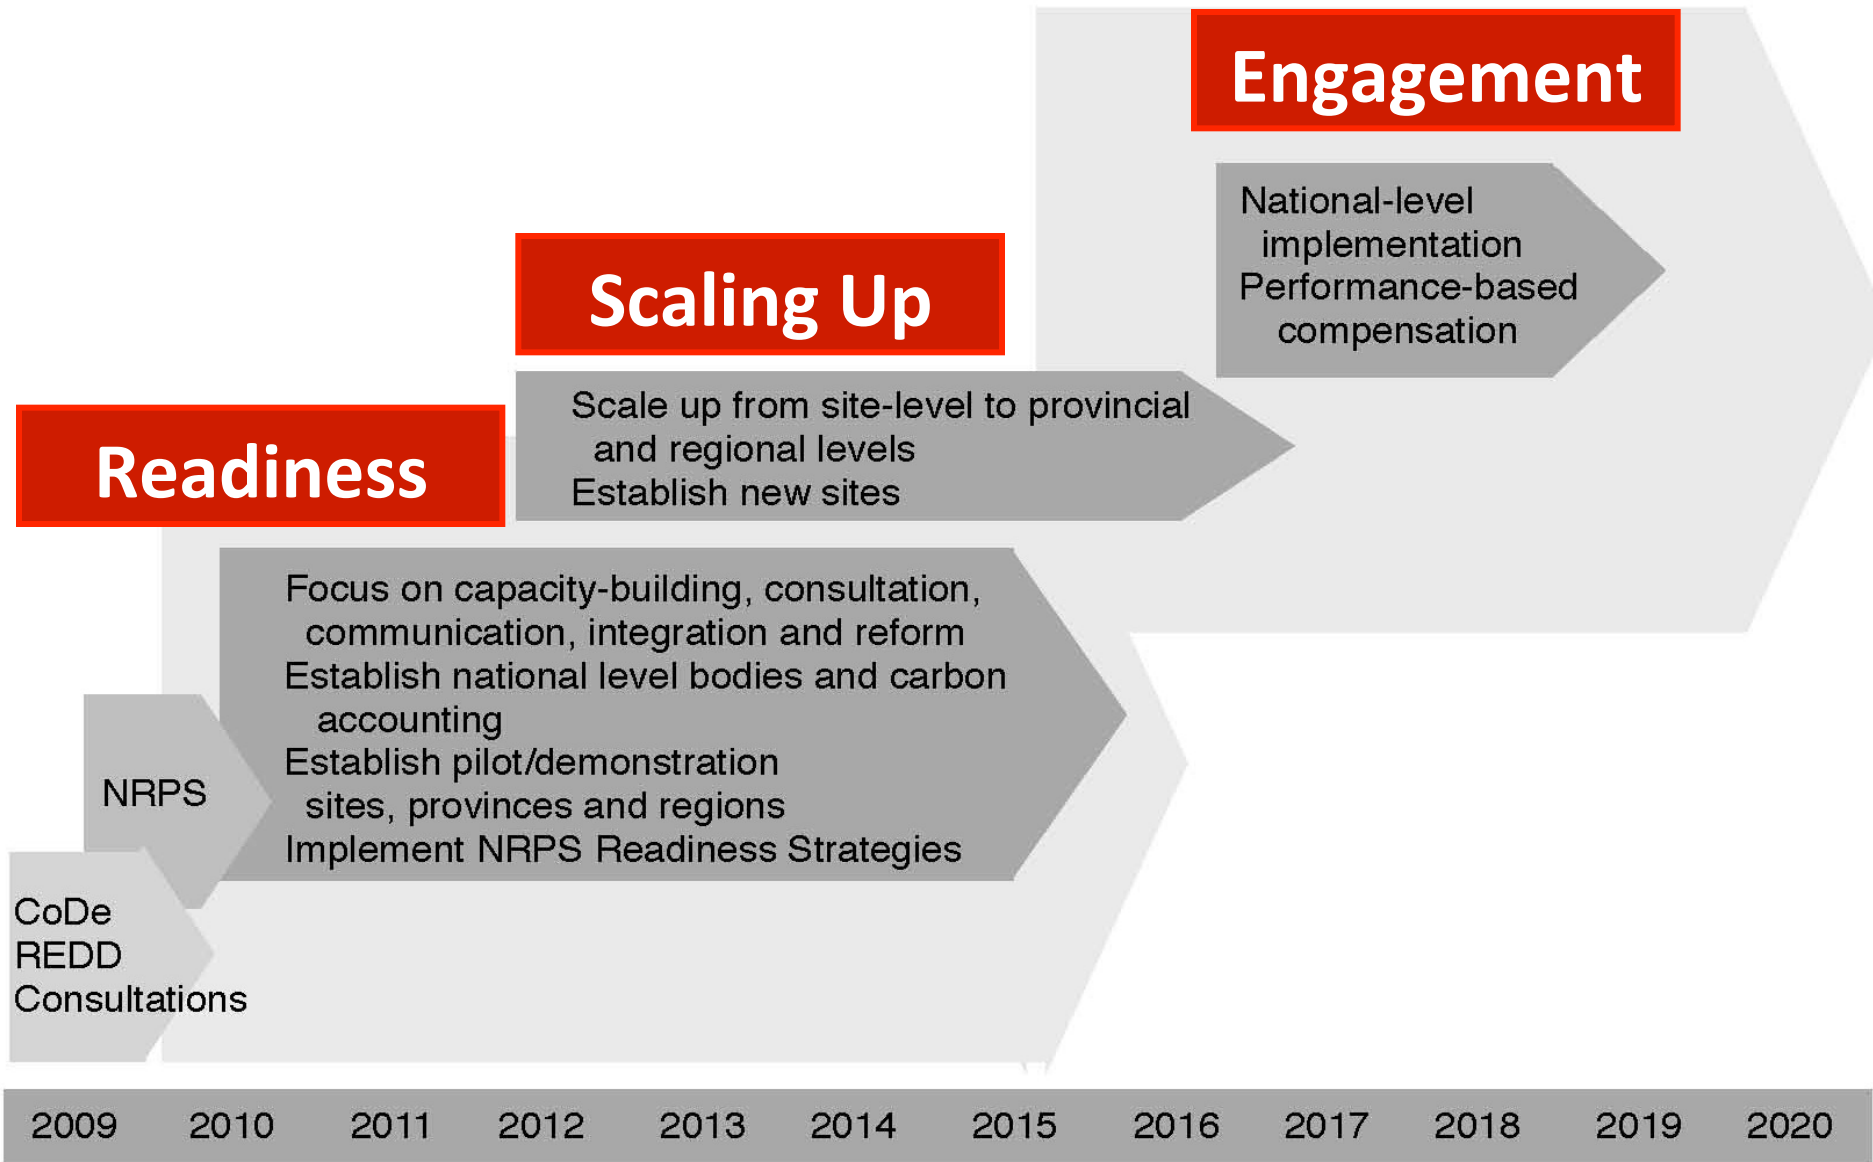 Engagement
National-level
implementation
Performance-based
compensation
Scaling Up
Scale up from site-level to provincial
and regional levels
Establish new sites
Readiness
Focus on capacity-building, consultation,
communication, integration and reform
Establish national level bodies and carbon
accounting
Establish pilot/demonstration
sites, provinces and regions
Implement NRPS Readiness Strategies
NRPS
CoDe
REDD
Consultations
2009 2010 2011 2012 2013 2014 2015 2016 2017 2018 2019 2020